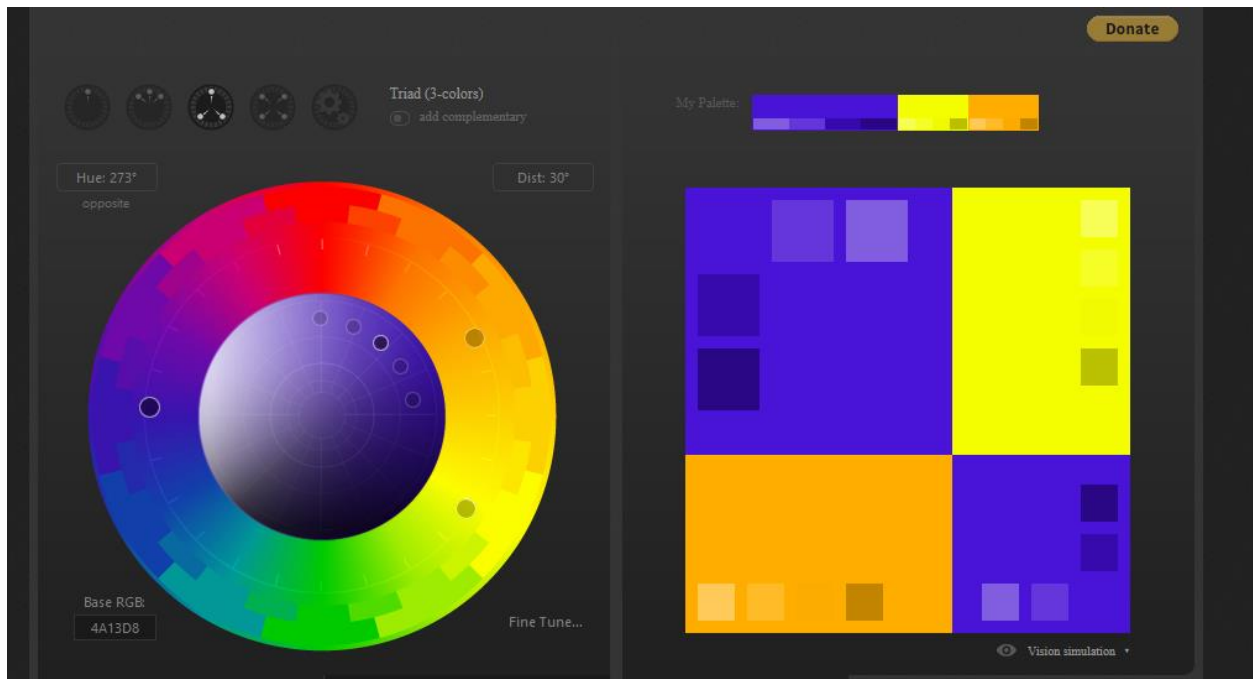 Donate
Triad (3-colors)
add complementary
My Palette:
Hue: 273°
opposite
Dist: 30°
Base RGB:
4A13D8
Fine Tune...
Vision simulation